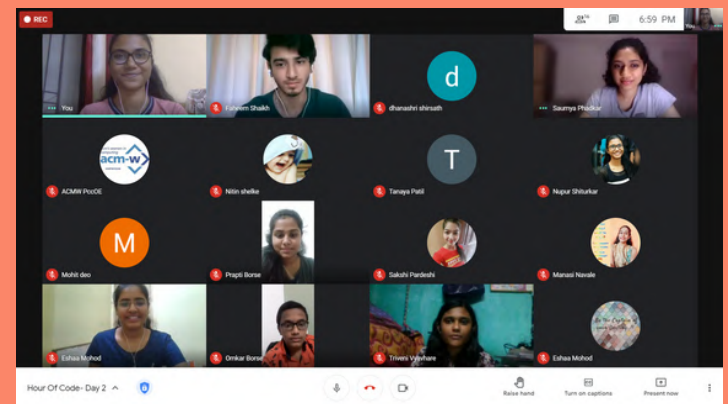 REC
6:59 PM
You
You
Faheem Shaikh
dhanashri shirsath
Saumya Phadkar
d
acm-w
ACMW PccOE
Nitin shelke
T
Tanaya Patil
Nupur Shiturkar
M
Mohit deo
Prapti Borse
Sakshi Pardeshi
Manasi Navale
Eshaa Mohod
Omkar Borse
Triveni Vyavhare
Eshaa Mohod
Hour Of Code- Day 2
Raise hand
Turn on captions
Present now